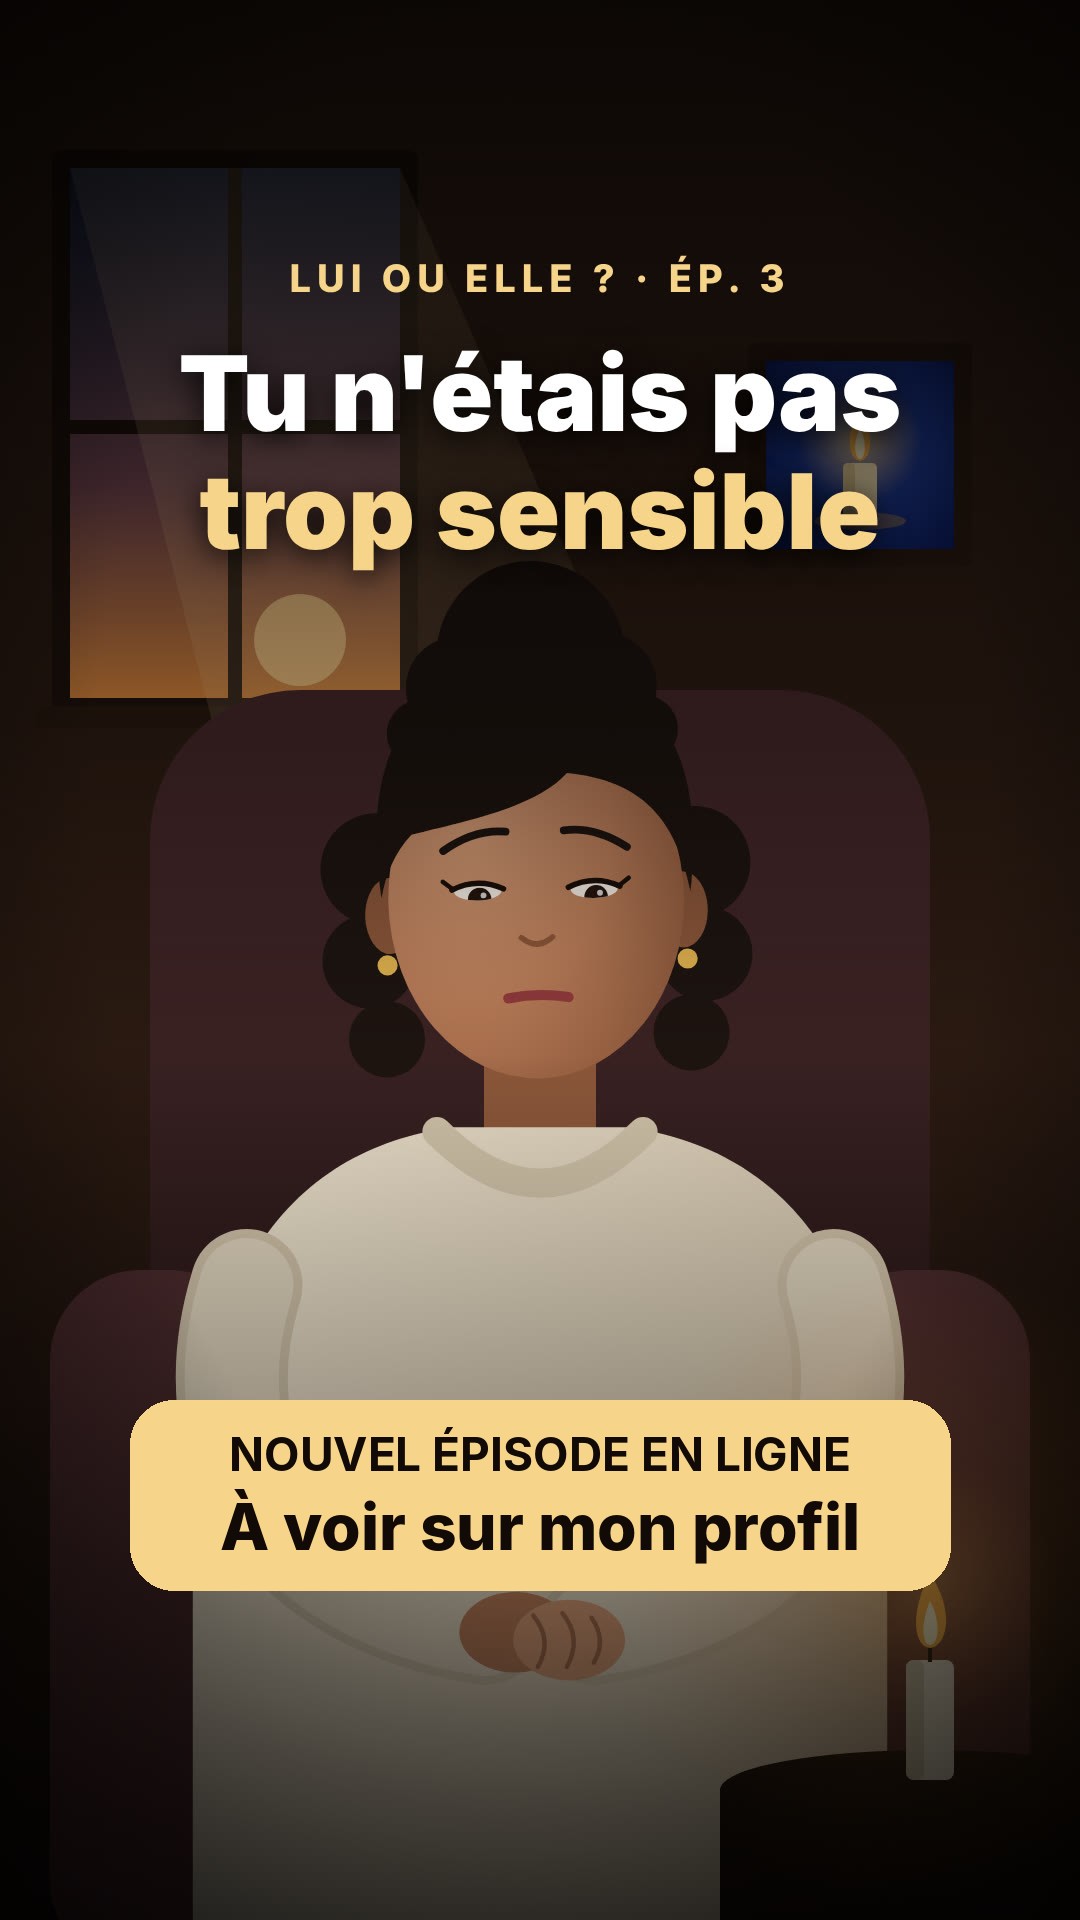 LUI OU ELLE ? · ÉP. 3
Tu n'étais pas
trop sensible
NOUVEL ÉPISODE EN LIGNE
À voir sur mon profil